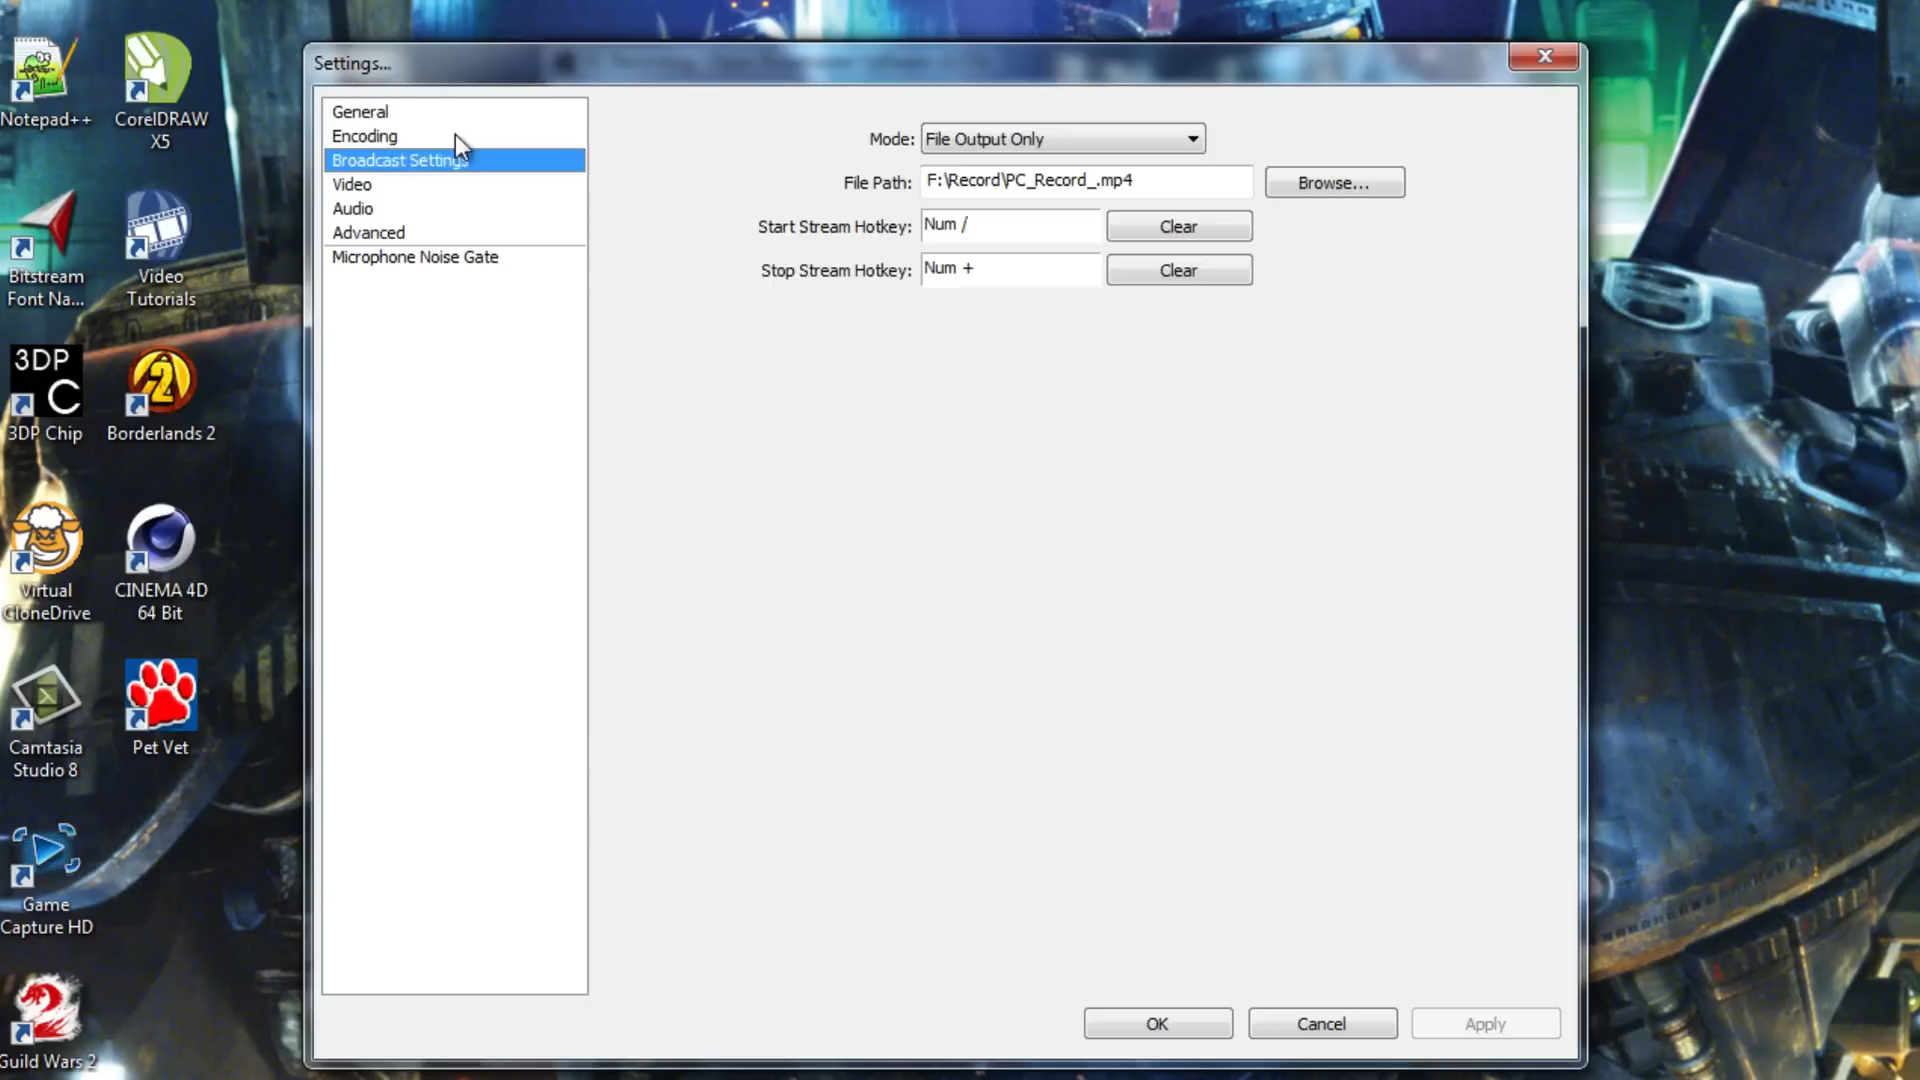 Notepad++
CorelDRAW
X5
Bitstream
Font Na...
Video
Tutorials
3DP
C
3DP Chip
2
Borderlands 2
Virtual
CloneDrive
CINEMA 4D
64 Bit
Camtasia
Studio 8
Pet Vet
Game
Capture HD
Guild Wars 2
Settings...
General
Encoding
Broadcast Settings
Video
Audio
Advanced
Microphone Noise Gate
Mode: File Output Only
File Path: F:\Record\PC_Record_.mp4 Browse...
Start Stream Hotkey: Num / Clear
Stop Stream Hotkey: Num + Clear
OK Cancel Apply